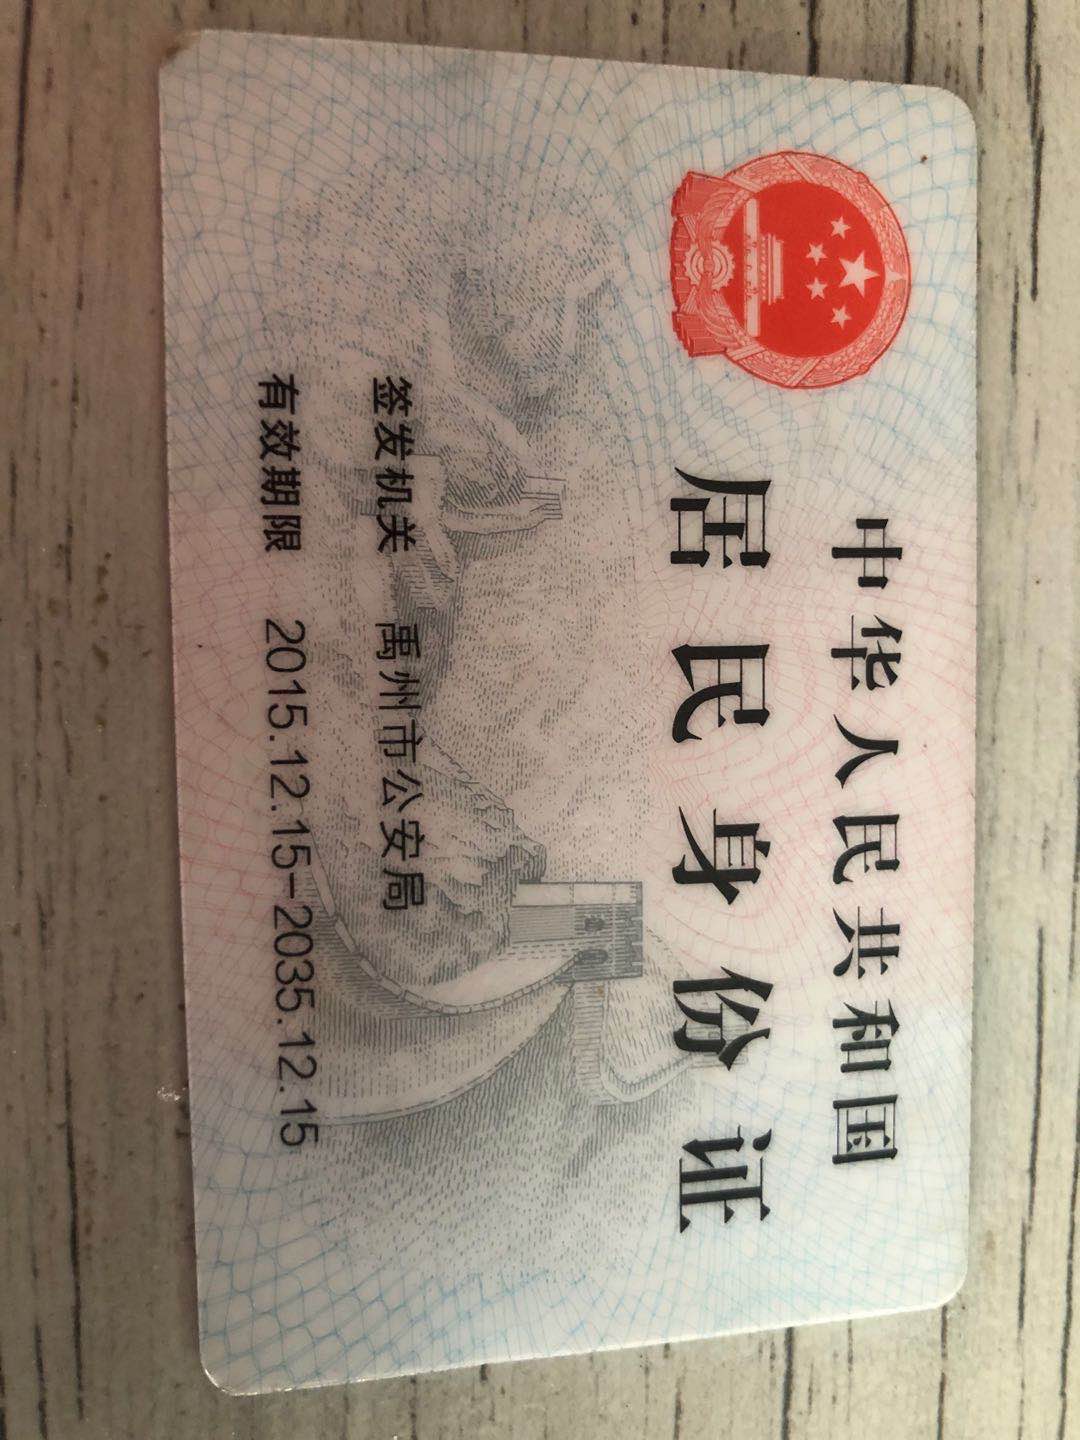 中华人民共和国
居民身份证
签发机关 禹州市公安局
有效期限 2015.12.15-2035.12.15